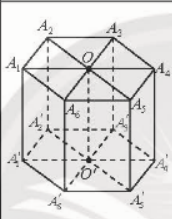 A₂ A₃
A₁ O A₄
A₆ A₅
A₂' A₃'
A₁' O' A₄'
A₆' A₅'